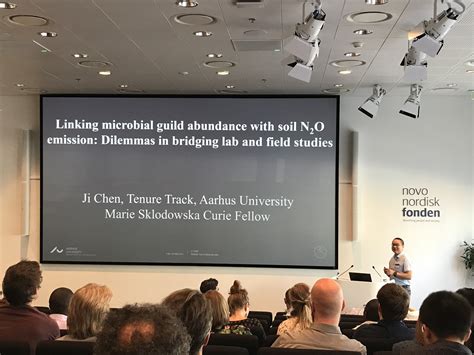 Linking microbial guild abundance with soil N₂O
emission: Dilemmas in bridging lab and field studies
Ji Chen, Tenure Track, Aarhus University
Marie Sklodowska Curie Fellow
novo
nordisk
fonden